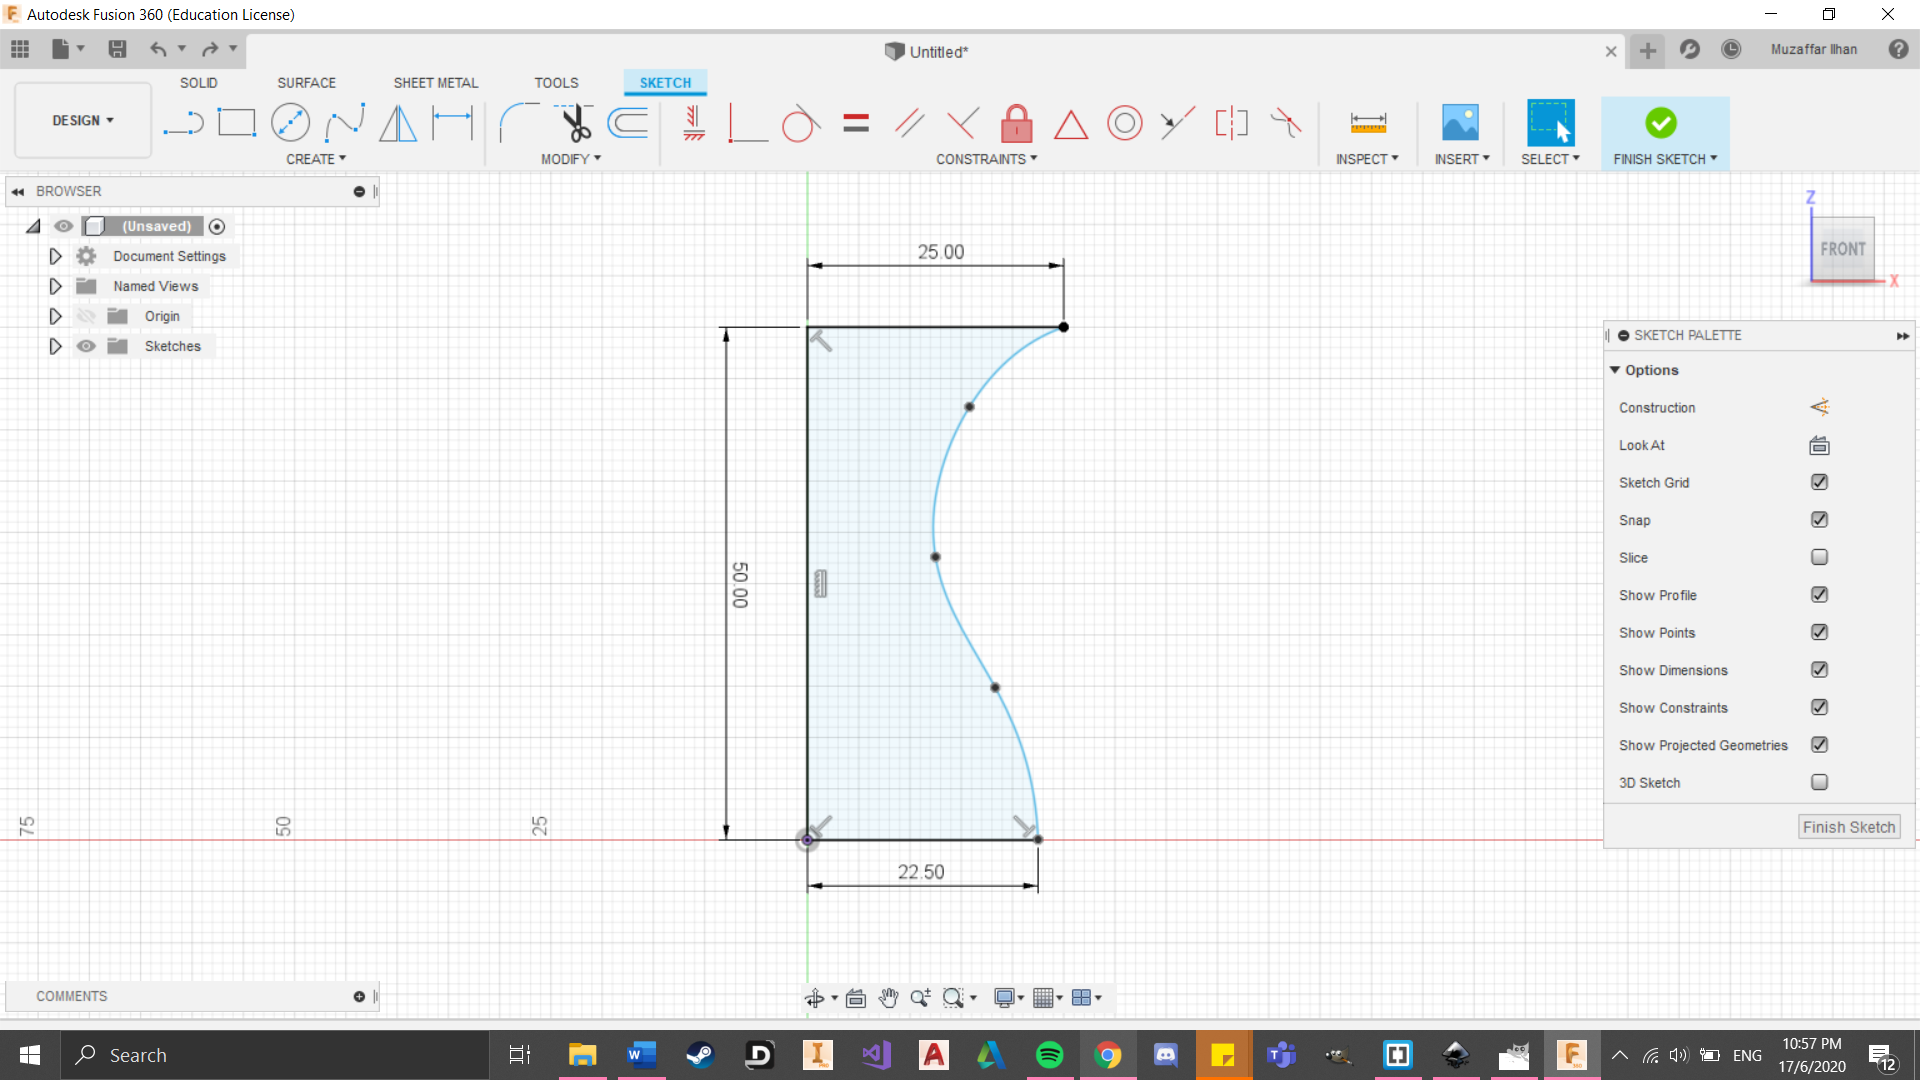 Autodesk Fusion 360 (Education License)
Untitled*
Muzaffar Ilhan
SOLID
SURFACE
SHEET METAL
TOOLS
SKETCH
DESIGN
CREATE
MODIFY
CONSTRAINTS
INSPECT
INSERT
SELECT
FINISH SKETCH
BROWSER
(Unsaved)
Document Settings
Named Views
Origin
Sketches
Z
FRONT
X
25.00
50.00
22.50
75
50
25
SKETCH PALETTE
Options
Construction
Look At
Sketch Grid
Snap
Slice
Show Profile
Show Points
Show Dimensions
Show Constraints
Show Projected Geometries
3D Sketch
Finish Sketch
COMMENTS
Search
ENG
10:57 PM
17/6/2020
12